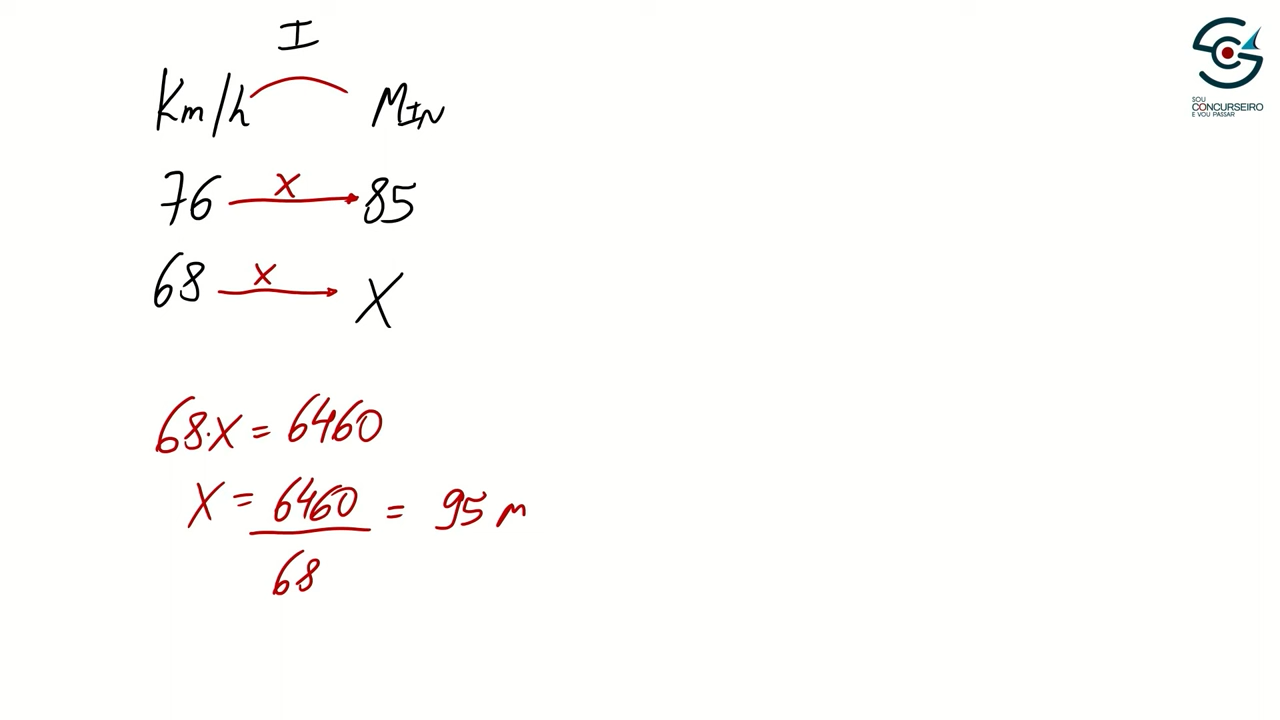 I
Km/h MIN
76 x 85
68 x X
68·X = 6460
X = 6460 = 95 m
68
SOU
CONCURSEIRO
E VOU PASSAR